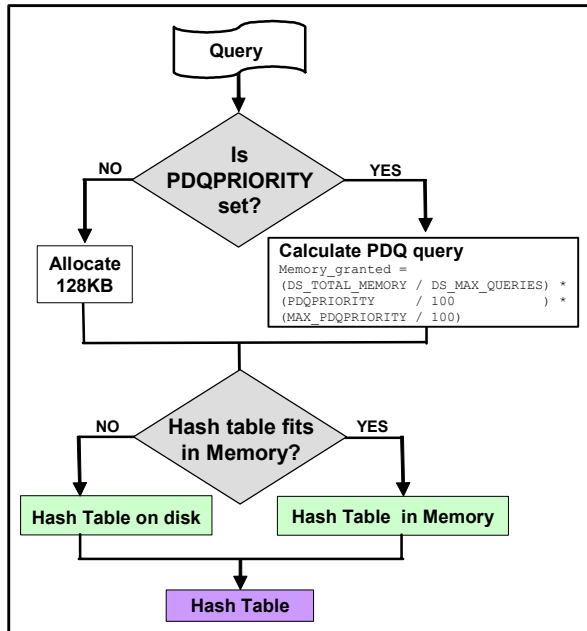 Query
Is
PDQPRIORITY
set?
NO
YES
Allocate
128KB
Calculate PDQ query
Memory_granted =
(DS_TOTAL_MEMORY / DS_MAX_QUERIES) *
(PDQPRIORITY / 100 ) *
(MAX_PDQPRIORITY / 100)
Hash table fits
in Memory?
NO
YES
Hash Table on disk
Hash Table in Memory
Hash Table